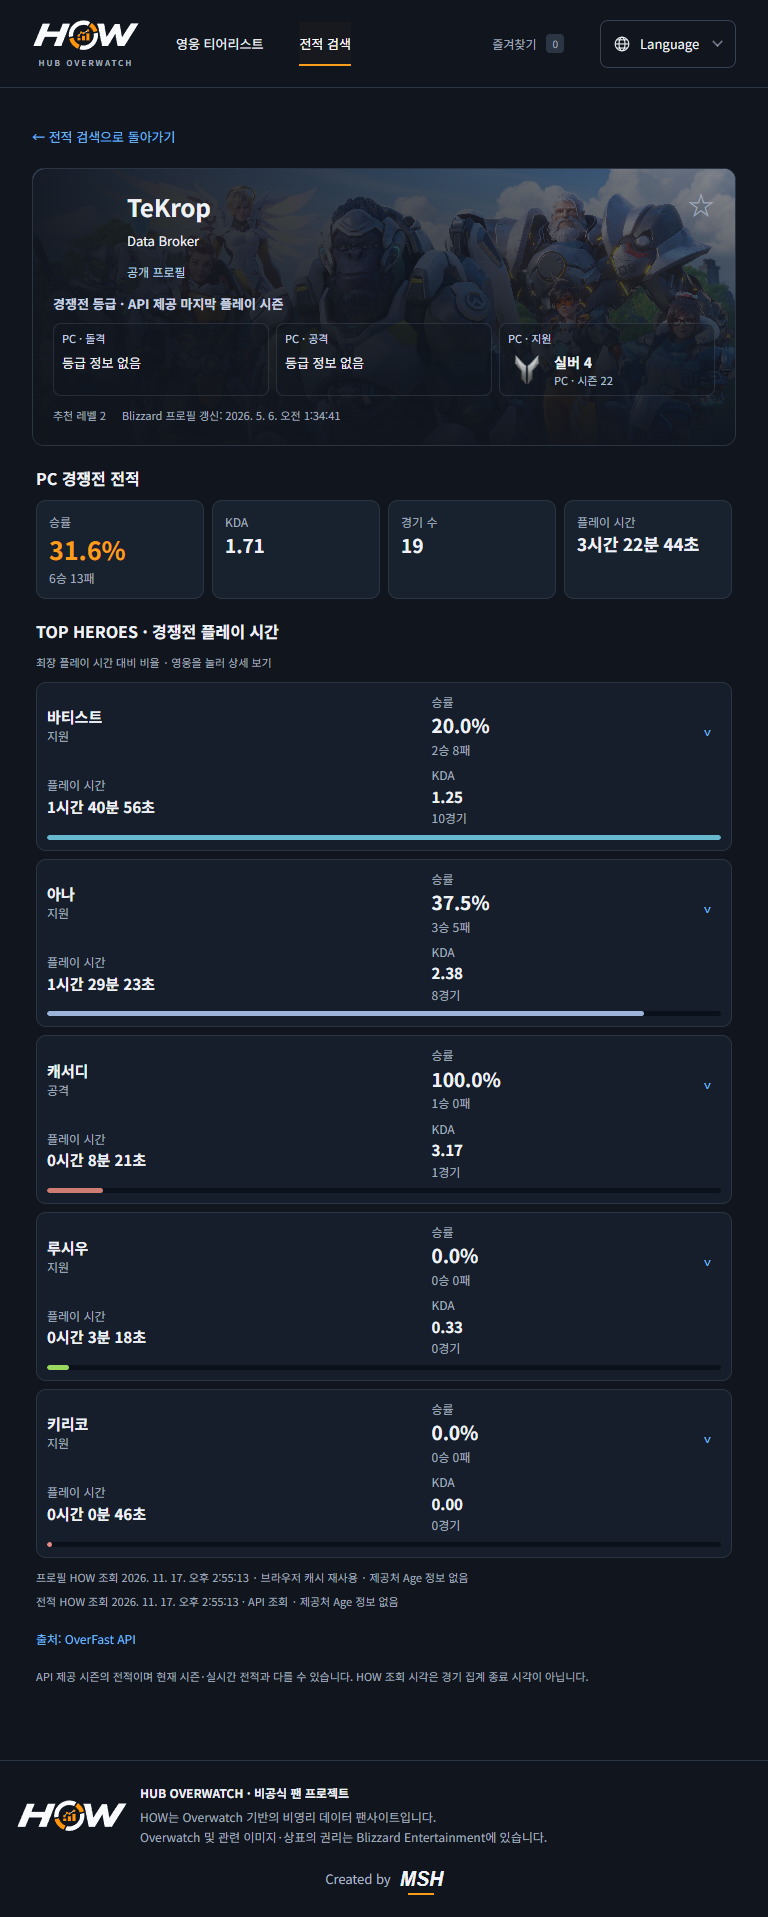 HOW
HUB OVERWATCH
영웅 티어리스트
전적 검색
즐겨찾기 0
Language
← 전적 검색으로 돌아가기
TeKrop
Data Broker
공개 프로필
경쟁전 등급 · API 제공 마지막 플레이 시즌
PC · 돌격
등급 정보 없음
PC · 공격
등급 정보 없음
PC · 지원
실버 4
PC · 시즌 22
추천 레벨 2 Blizzard 프로필 갱신: 2026. 5. 6. 오전 1:34:41
PC 경쟁전 전적
승률
31.6%
6승 13패
KDA
1.71
경기 수
19
플레이 시간
3시간 22분 44초
TOP HEROES · 경쟁전 플레이 시간
최장 플레이 시간 대비 비율 · 영웅을 눌러 상세 보기
바티스트
지원
승률
20.0%
2승 8패
v
플레이 시간
1시간 40분 56초
KDA
1.25
10경기
아나
지원
승률
37.5%
3승 5패
v
플레이 시간
1시간 29분 23초
KDA
2.38
8경기
캐서디
공격
승률
100.0%
1승 0패
v
플레이 시간
0시간 8분 21초
KDA
3.17
1경기
루시우
지원
승률
0.0%
0승 0패
v
플레이 시간
0시간 3분 18초
KDA
0.33
0경기
키리코
지원
승률
0.0%
0승 0패
v
플레이 시간
0시간 0분 46초
KDA
0.00
0경기
프로필 HOW 조회 2026. 11. 17. 오후 2:55:13 · 브라우저 캐시 재사용 · 제공처 Age 정보 없음
전적 HOW 조회 2026. 11. 17. 오후 2:55:13 · API 조회 · 제공처 Age 정보 없음
출처: OverFast API
API 제공 시즌의 전적이며 현재 시즌·실시간 전적과 다를 수 있습니다. HOW 조회 시각은 경기 집계 종료 시각이 아닙니다.
HOW
HUB OVERWATCH · 비공식 팬 프로젝트
HOW는 Overwatch 기반의 비영리 데이터 팬사이트입니다.
Overwatch 및 관련 이미지·상표의 권리는 Blizzard Entertainment에 있습니다.
Created by MSH